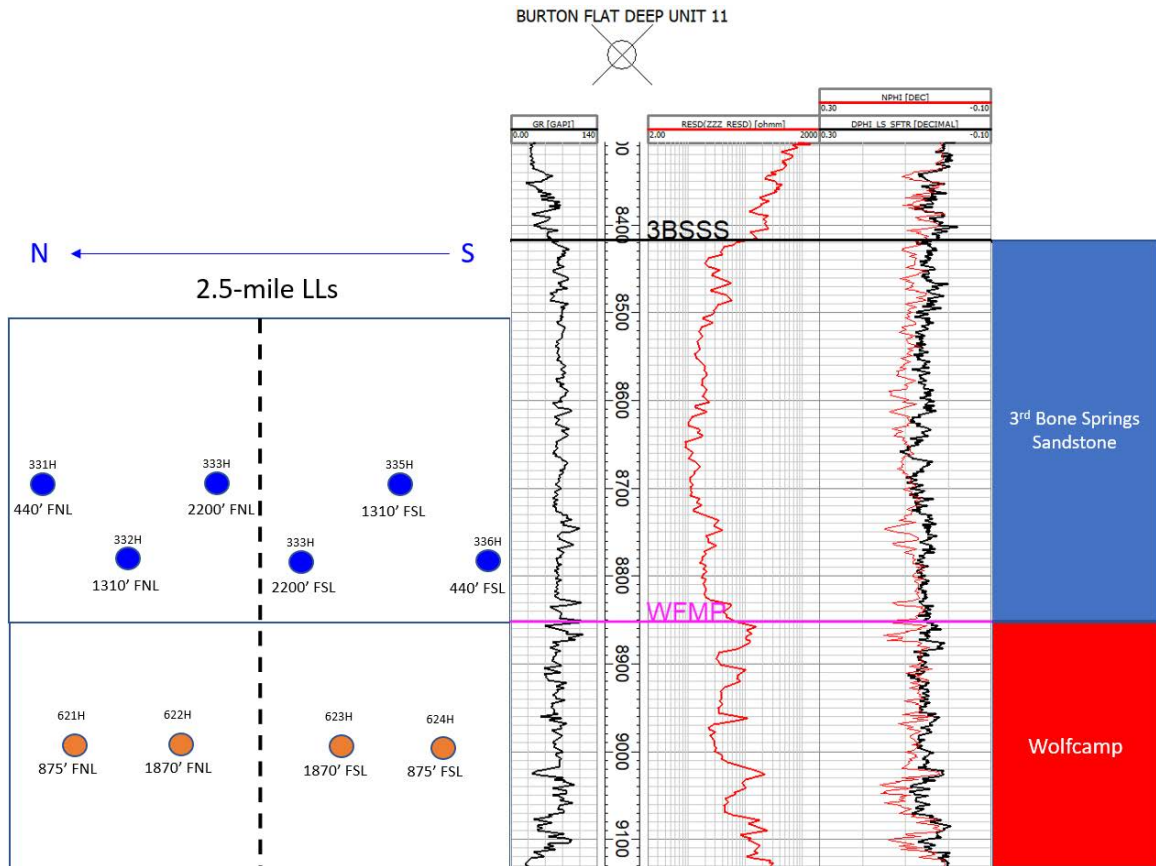 BURTON FLAT DEEP UNIT 11
NPHI [DEC]
0.30 -0.10
GR [GAPI] RESD(ZZZ_RESD) [ohmm] DPHI_LS_SFTR [DECIMAL]
0.00 140 2.00 2000 0.30 -0.10
00
8400
3BSSS
N S
2.5-mile LLs
8500
8600
3rd Bone Springs
Sandstone
331H 333H 335H
440’ FNL 2200’ FNL 1310’ FSL
8700
332H 333H 336H
1310’ FNL 2200’ FSL 440’ FSL
8800
WFMP
8900
621H 622H 623H 624H
875’ FNL 1870’ FNL 1870’ FSL 875’ FSL
9000
Wolfcamp
9100